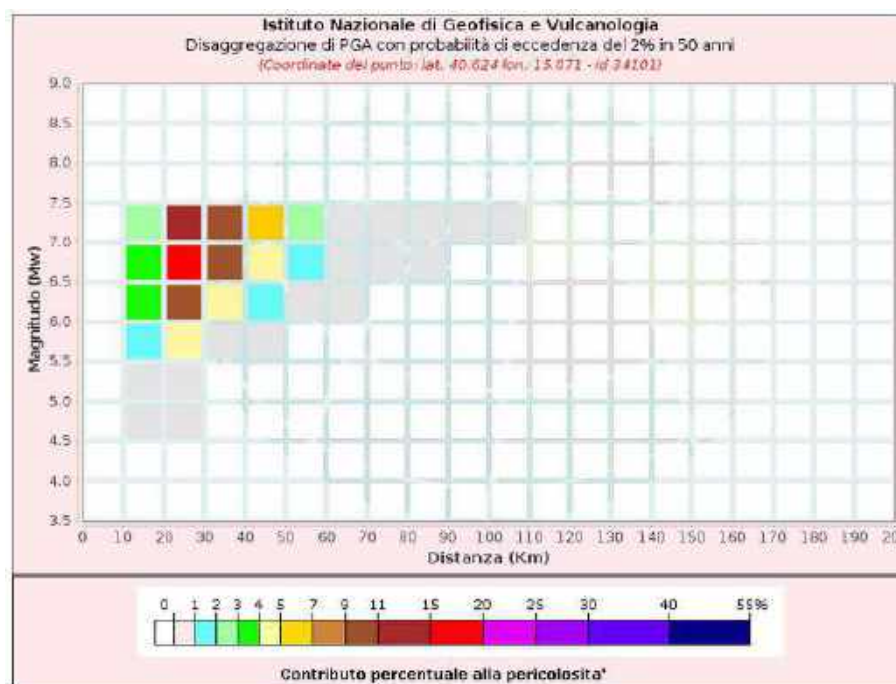 Istituto Nazionale di Geofisica e Vulcanologia
Disaggregazione di PGA con probabilità di eccedenza del 2% in 50 anni
(Coordinate del punto: lat. 40.624 lon.: 15.671 - id 34101)
9.0
8.5
8.0
7.5
7.0
6.5
6.0
5.5
5.0
4.5
4.0
3.5
Magnitudo (Mw)
0 10 20 30 40 50 60 70 80 90 100 110 120 130 140 150 160 170 180 190
Distanza (Km)
0 1 2 3 4 5 7 9 11 15 20 25 30 40 55%
Contributo percentuale alla pericolosita'